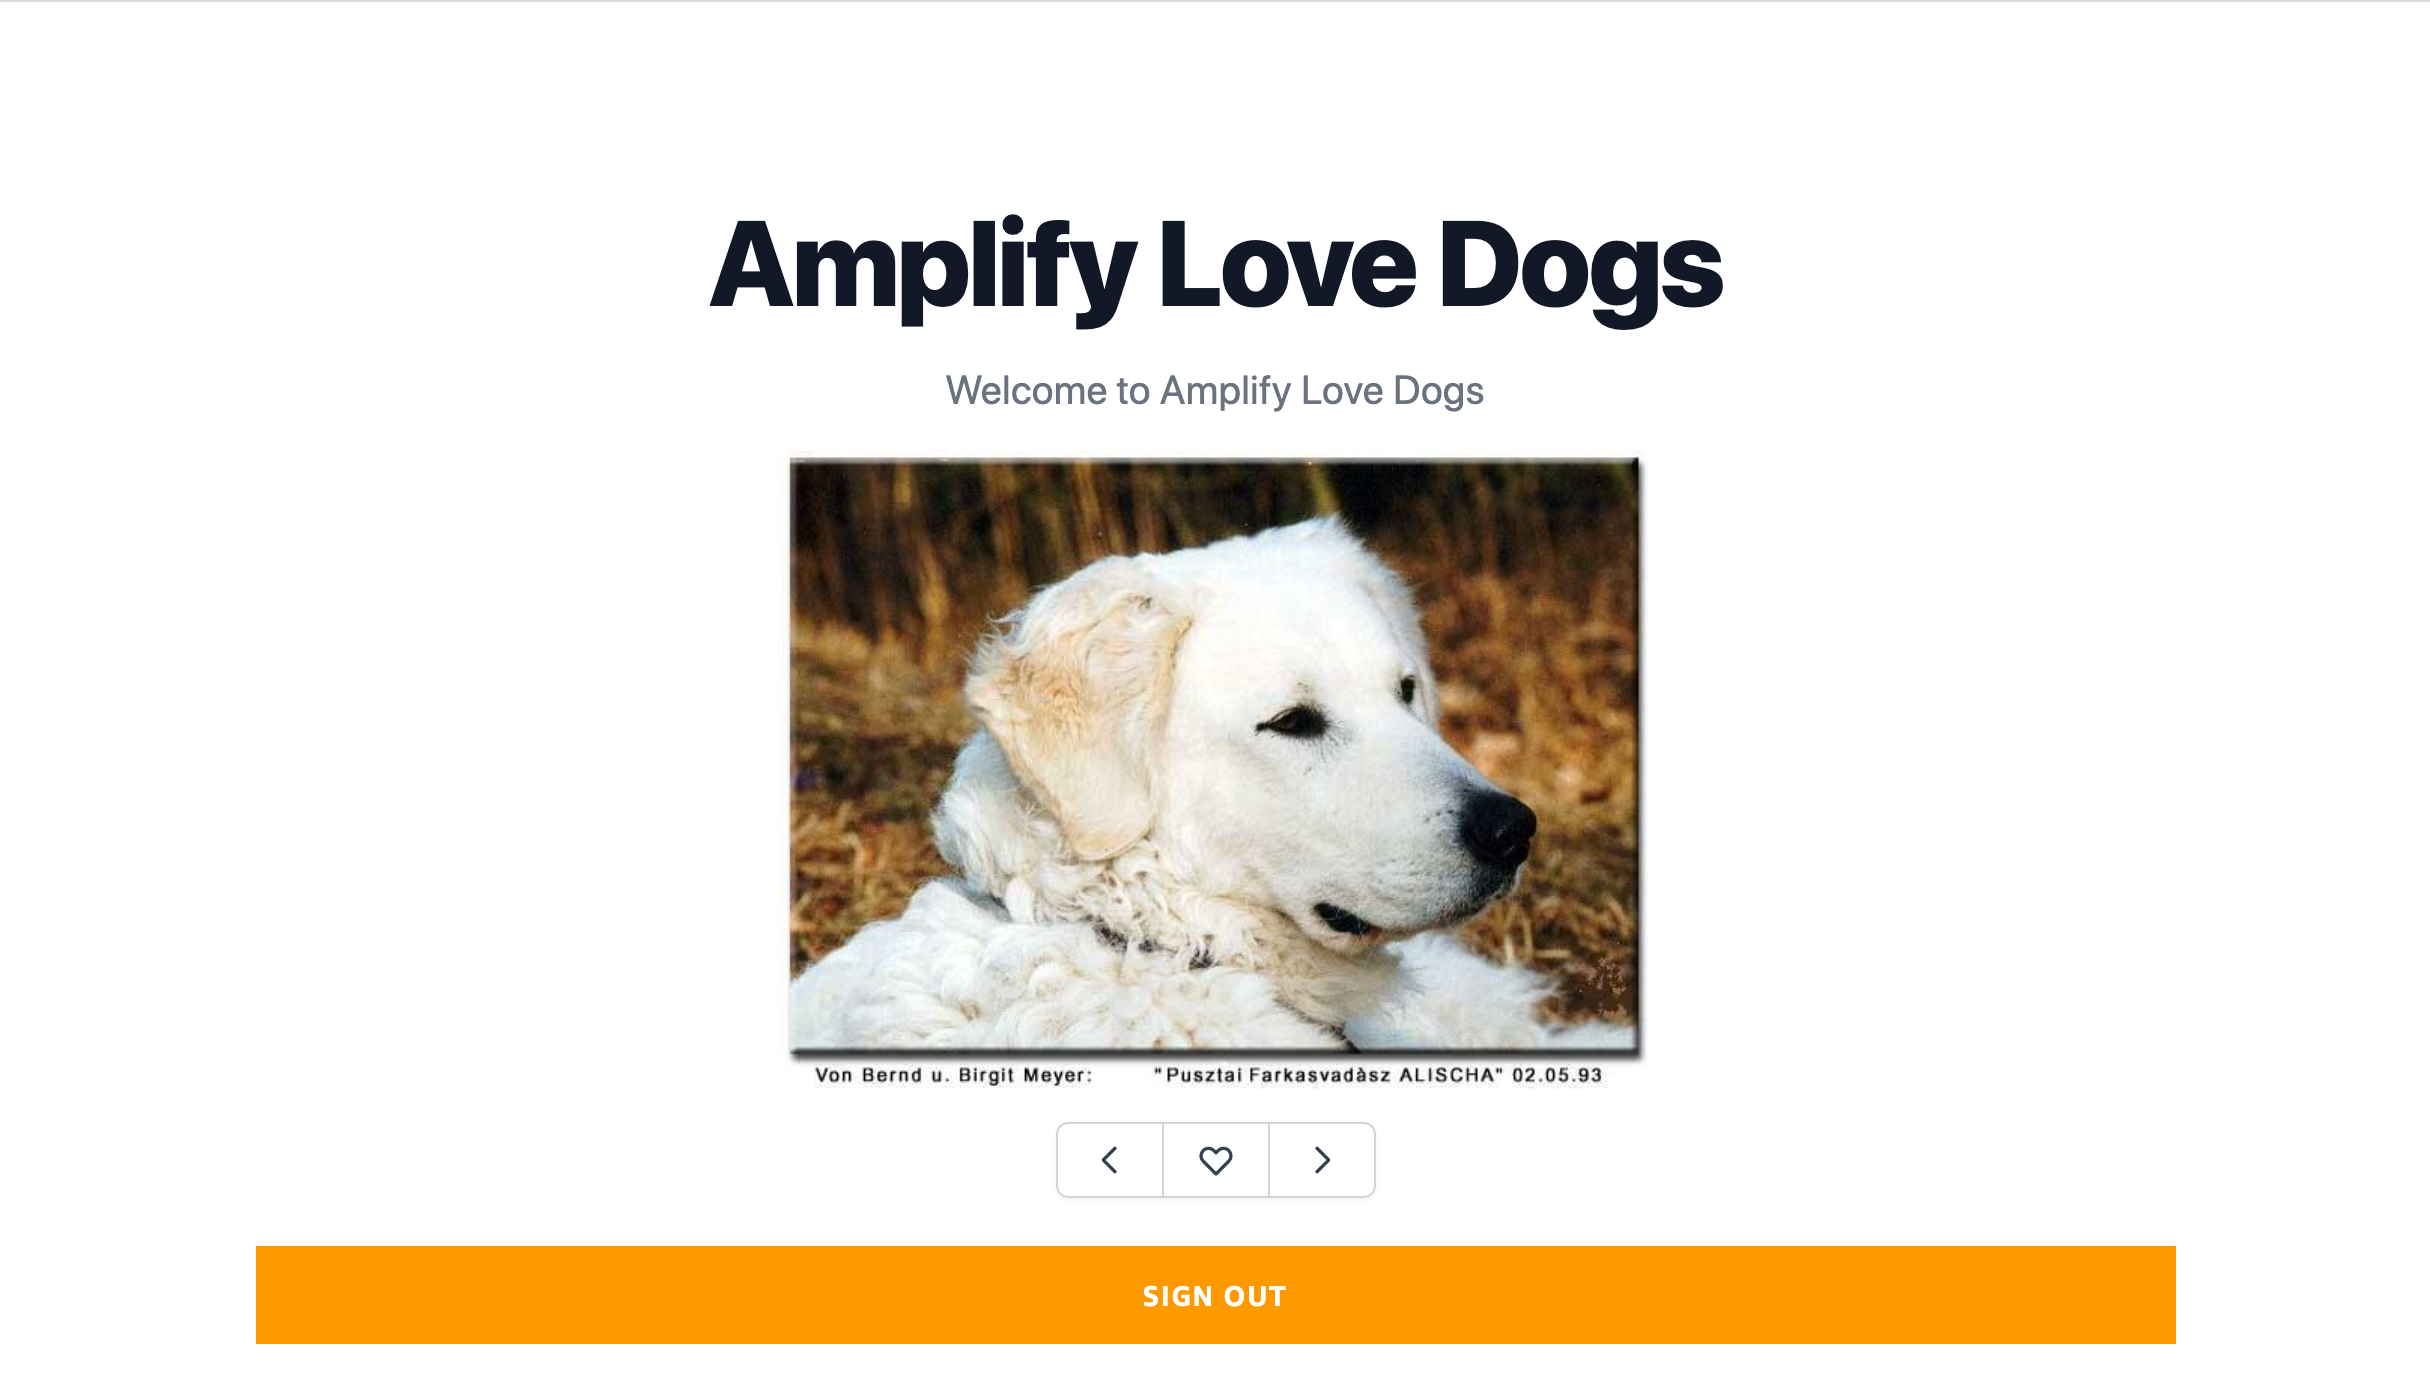 Amplify Love Dogs
Welcome to Amplify Love Dogs
Von Bernd u. Birgit Meyer: "Pusztai Farkasvadàsz ALISCHA" 02.05.93
SIGN OUT